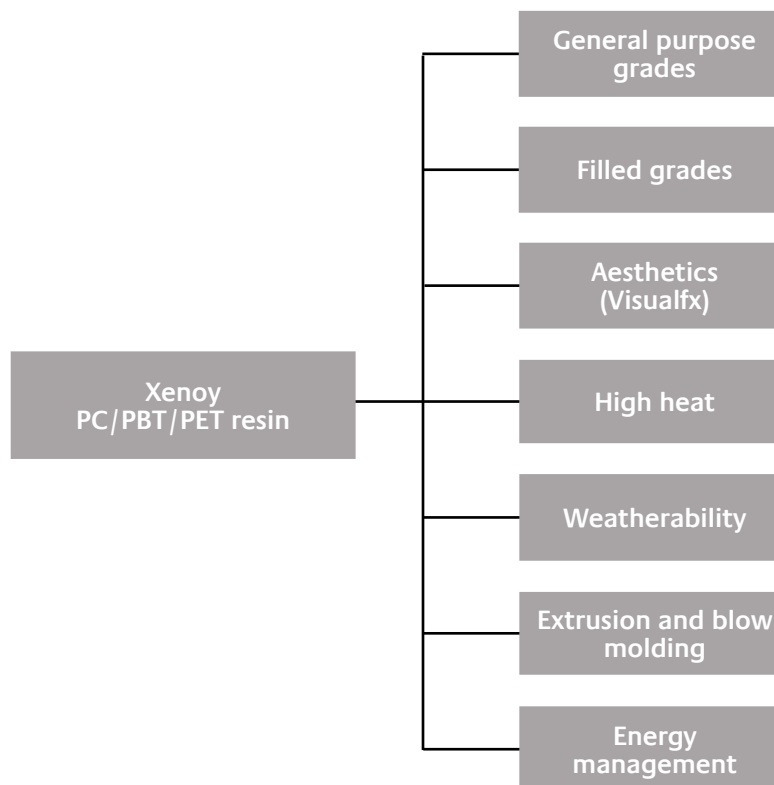 General purpose
grades
Filled grades
Aesthetics
(Visualfx)
Xenoy
PC/PBT/PET resin
High heat
Weatherability
Extrusion and blow
molding
Energy
management